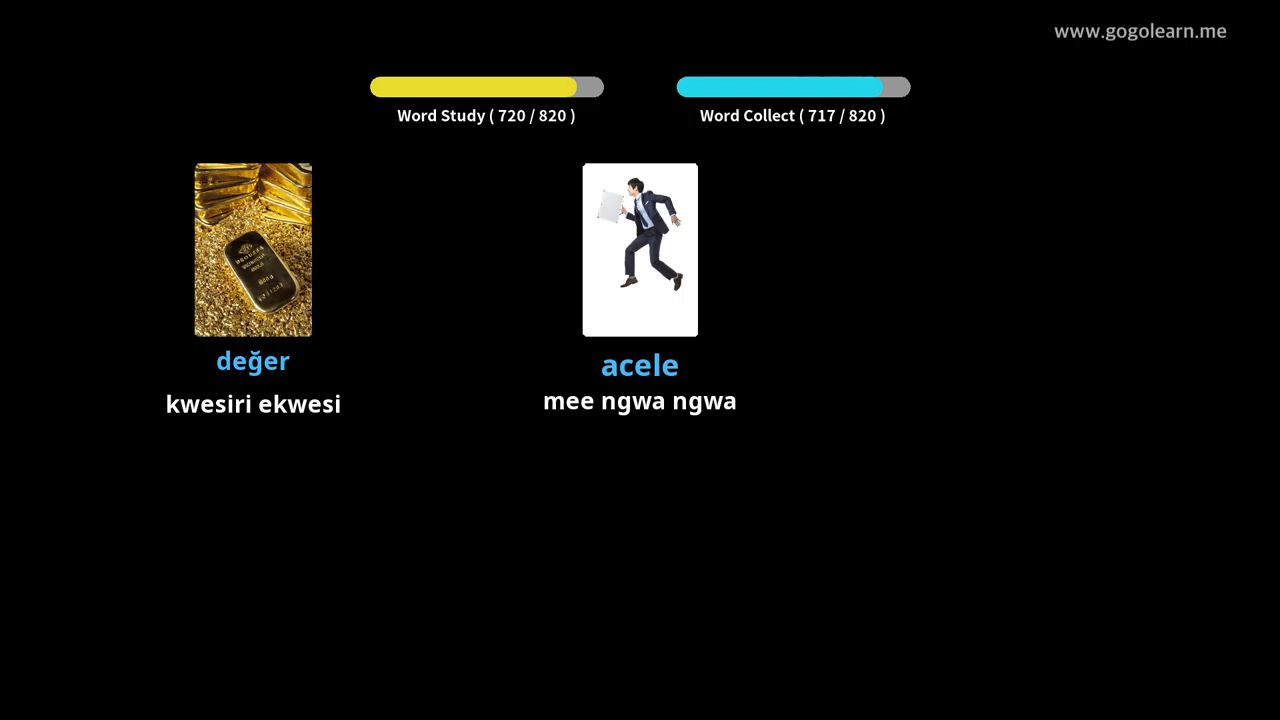 www.gogolearn.me
Word Study ( 720 / 820 )
Word Collect ( 717 / 820 )
değer
acele
kwesiri ekwesi
mee ngwa ngwa